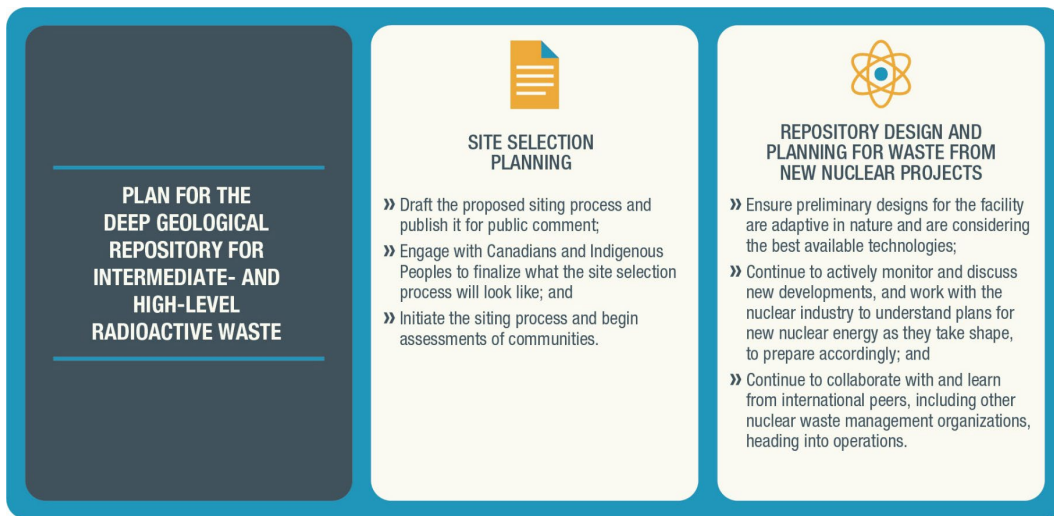 PLAN FOR THE
DEEP GEOLOGICAL
REPOSITORY FOR
INTERMEDIATE- AND
HIGH-LEVEL
RADIOACTIVE WASTE
SITE SELECTION
PLANNING
» Draft the proposed siting process and
publish it for public comment;
» Engage with Canadians and Indigenous
Peoples to finalize what the site selection
process will look like; and
» Initiate the siting process and begin
assessments of communities.
REPOSITORY DESIGN AND
PLANNING FOR WASTE FROM
NEW NUCLEAR PROJECTS
» Ensure preliminary designs for the facility
are adaptive in nature and are considering
the best available technologies;
» Continue to actively monitor and discuss
new developments, and work with the
nuclear industry to understand plans for
new nuclear energy as they take shape,
to prepare accordingly; and
» Continue to collaborate with and learn
from international peers, including other
nuclear waste management organizations,
heading into operations.